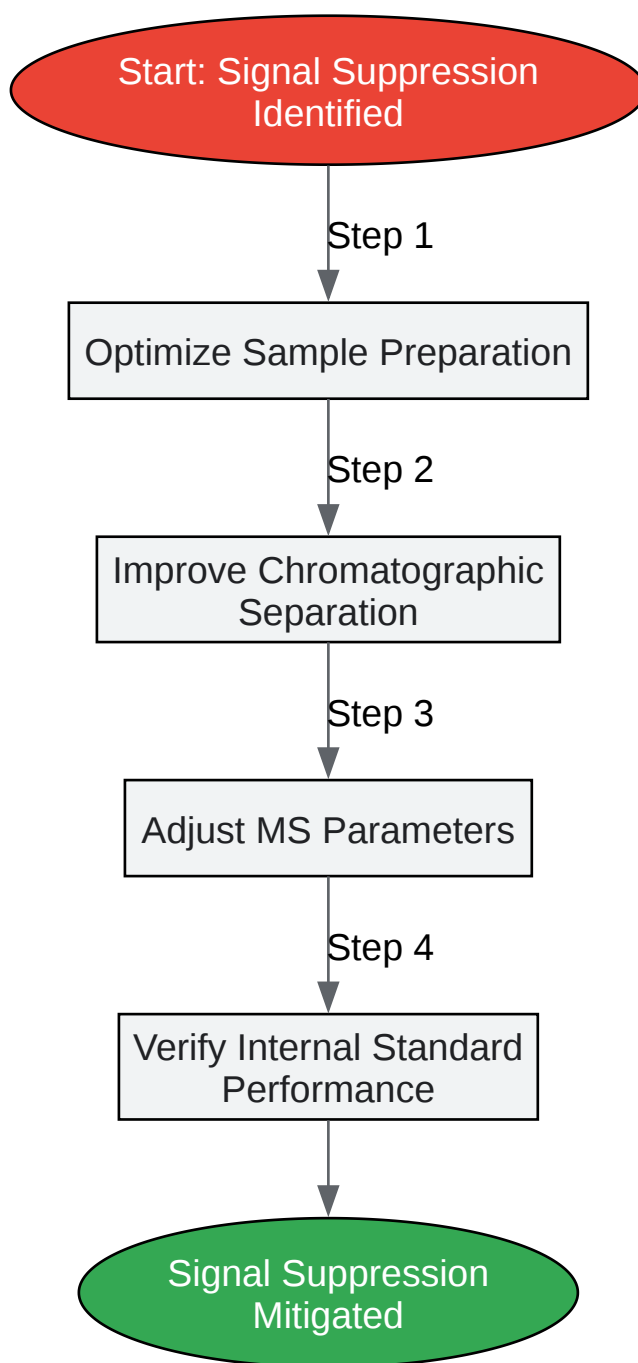 Start: Signal Suppression
Identified
Step 1
Optimize Sample Preparation
Step 2
Improve Chromatographic
Separation
Step 3
Adjust MS Parameters
Step 4
Verify Internal Standard
Performance
Signal Suppression
Mitigated